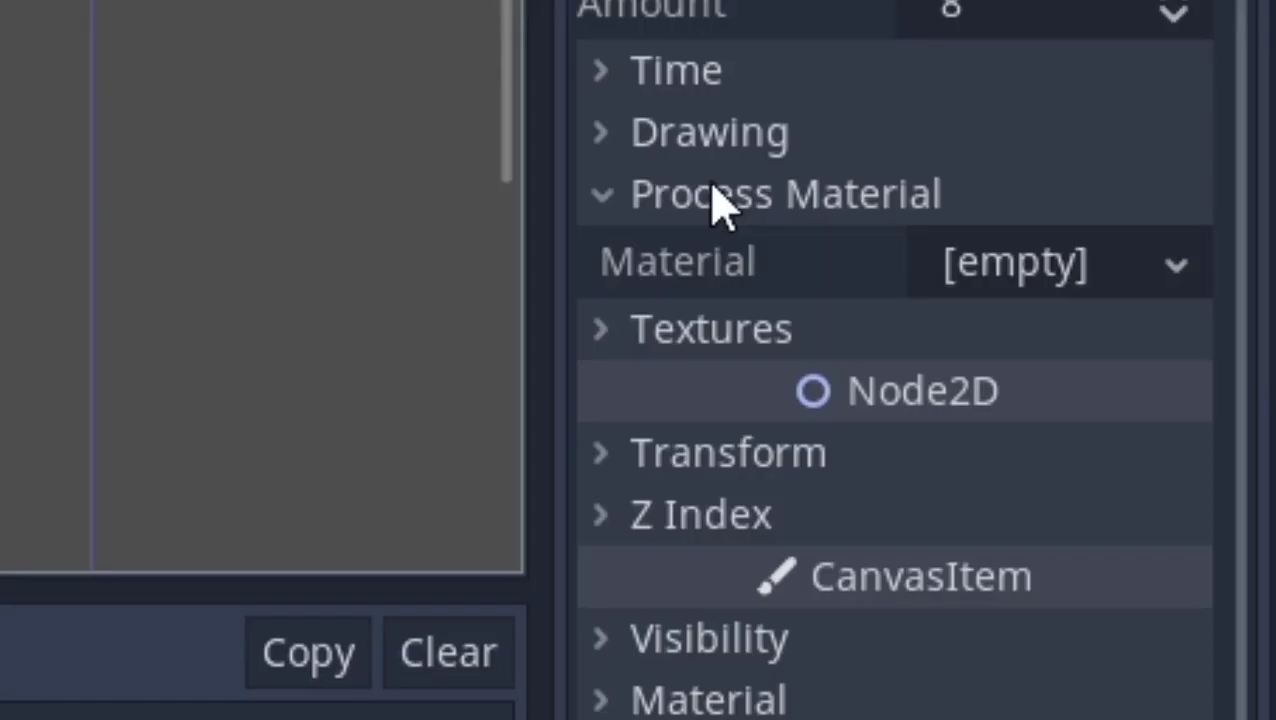 Amount 8
Time
Drawing
Process Material
Material [empty]
Textures
Node2D
Transform
Z Index
CanvasItem
Visibility
Material
Copy Clear